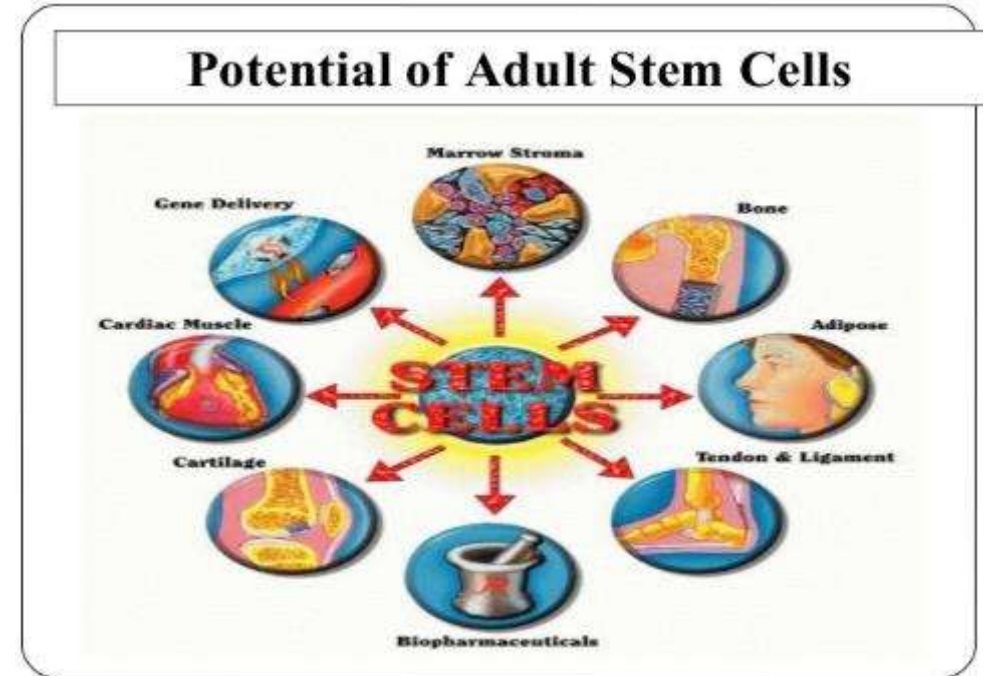 Potential of Adult Stem Cells
Marrow Stroma
Gene Delivery
Bone
Cardiac Muscle
Adipose
STEM
CELLS
Cartilage
Tendon & Ligament
Biopharmaceuticals